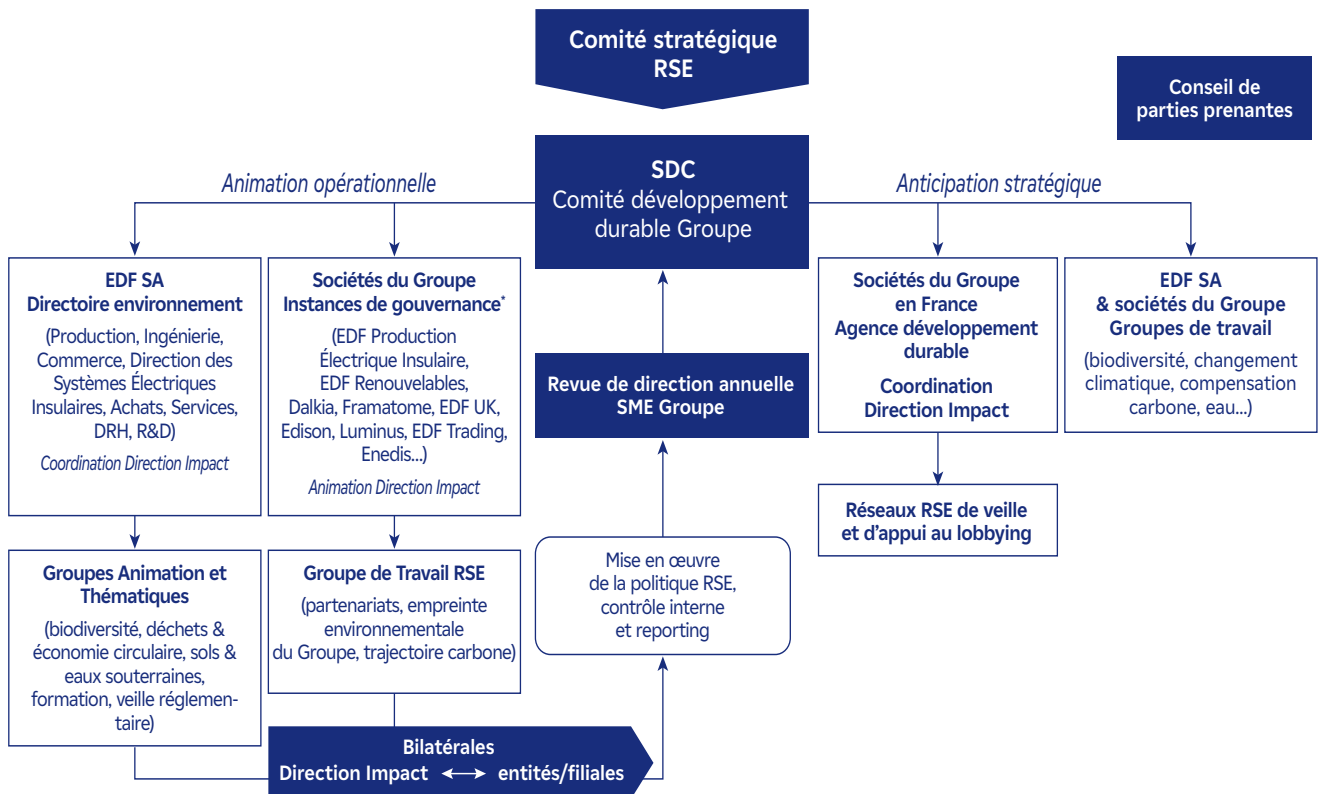 Comité stratégique
RSE
Conseil de
parties prenantes
SDC
Comité développement
durable Groupe
Animation opérationnelle
Anticipation stratégique
EDF SA
Directoire environnement
(Production, Ingénierie,
Commerce, Direction des
Systèmes Électriques
Insulaires, Achats, Services,
DRH, R&D)
Coordination Direction Impact
Sociétés du Groupe
Instances de gouvernance*
(EDF Production
Électrique Insulaire,
EDF Renouvelables,
Dalkia, Framatome, EDF UK,
Edison, Luminus, EDF Trading,
Enedis...)
Animation Direction Impact
Revue de direction annuelle
SME Groupe
Sociétés du Groupe
en France
Agence développement
durable
Coordination
Direction Impact
EDF SA
& sociétés du Groupe
Groupes de travail
(biodiversité, changement
climatique, compensation
carbone, eau...)
Réseaux RSE de veille
et d'appui au lobbying
Groupes Animation et
Thématiques
(biodiversité, déchets &
économie circulaire, sols &
eaux souterraines,
formation, veille réglemen-
taire)
Groupe de Travail RSE
(partenariats, empreinte
environnementale
du Groupe, trajectoire carbone)
Mise en œuvre
de la politique RSE,
contrôle interne
et reporting
Bilatérales
Direction Impact ⟷ entités/filiales